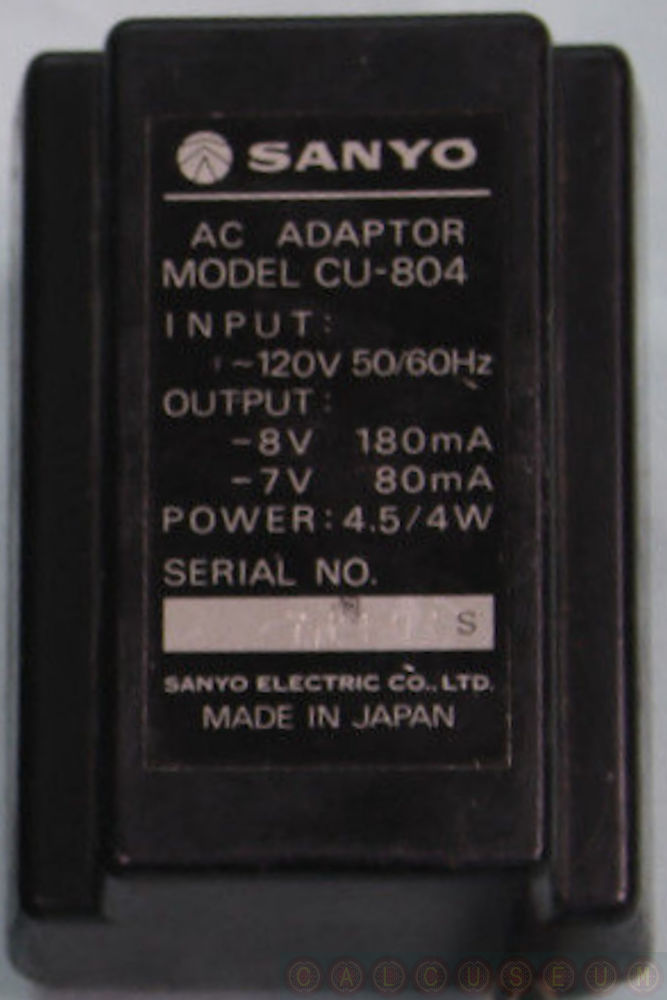 SANYO
AC ADAPTOR
MODEL CU-804
INPUT:
~120V 50/60Hz
OUTPUT:
-8V 180mA
-7V 80mA
POWER: 4.5/4W
SERIAL NO.
S
SANYO ELECTRIC CO., LTD.
MADE IN JAPAN
CALCUSEUM